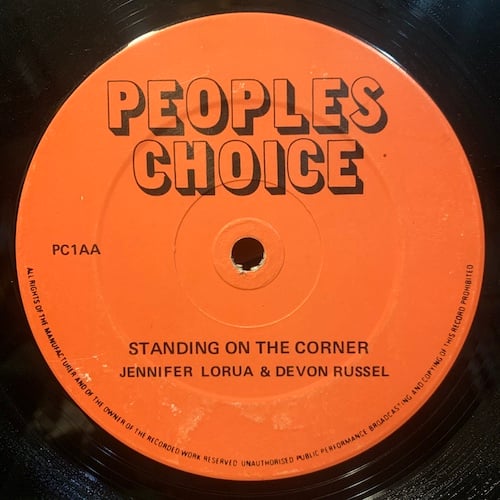 PEOPLES
CHOICE
PC1AA
STANDING ON THE CORNER
JENNIFER LORUA & DEVON RUSSEL
ALL RIGHTS OF THE MANUFACTURER AND OF THE OWNER OF THE RECORDED WORK RESERVED UNAUTHORISED PUBLIC PERFORMANCE BROADCASTING AND COPYING OF THIS RECORD PROHIBITED